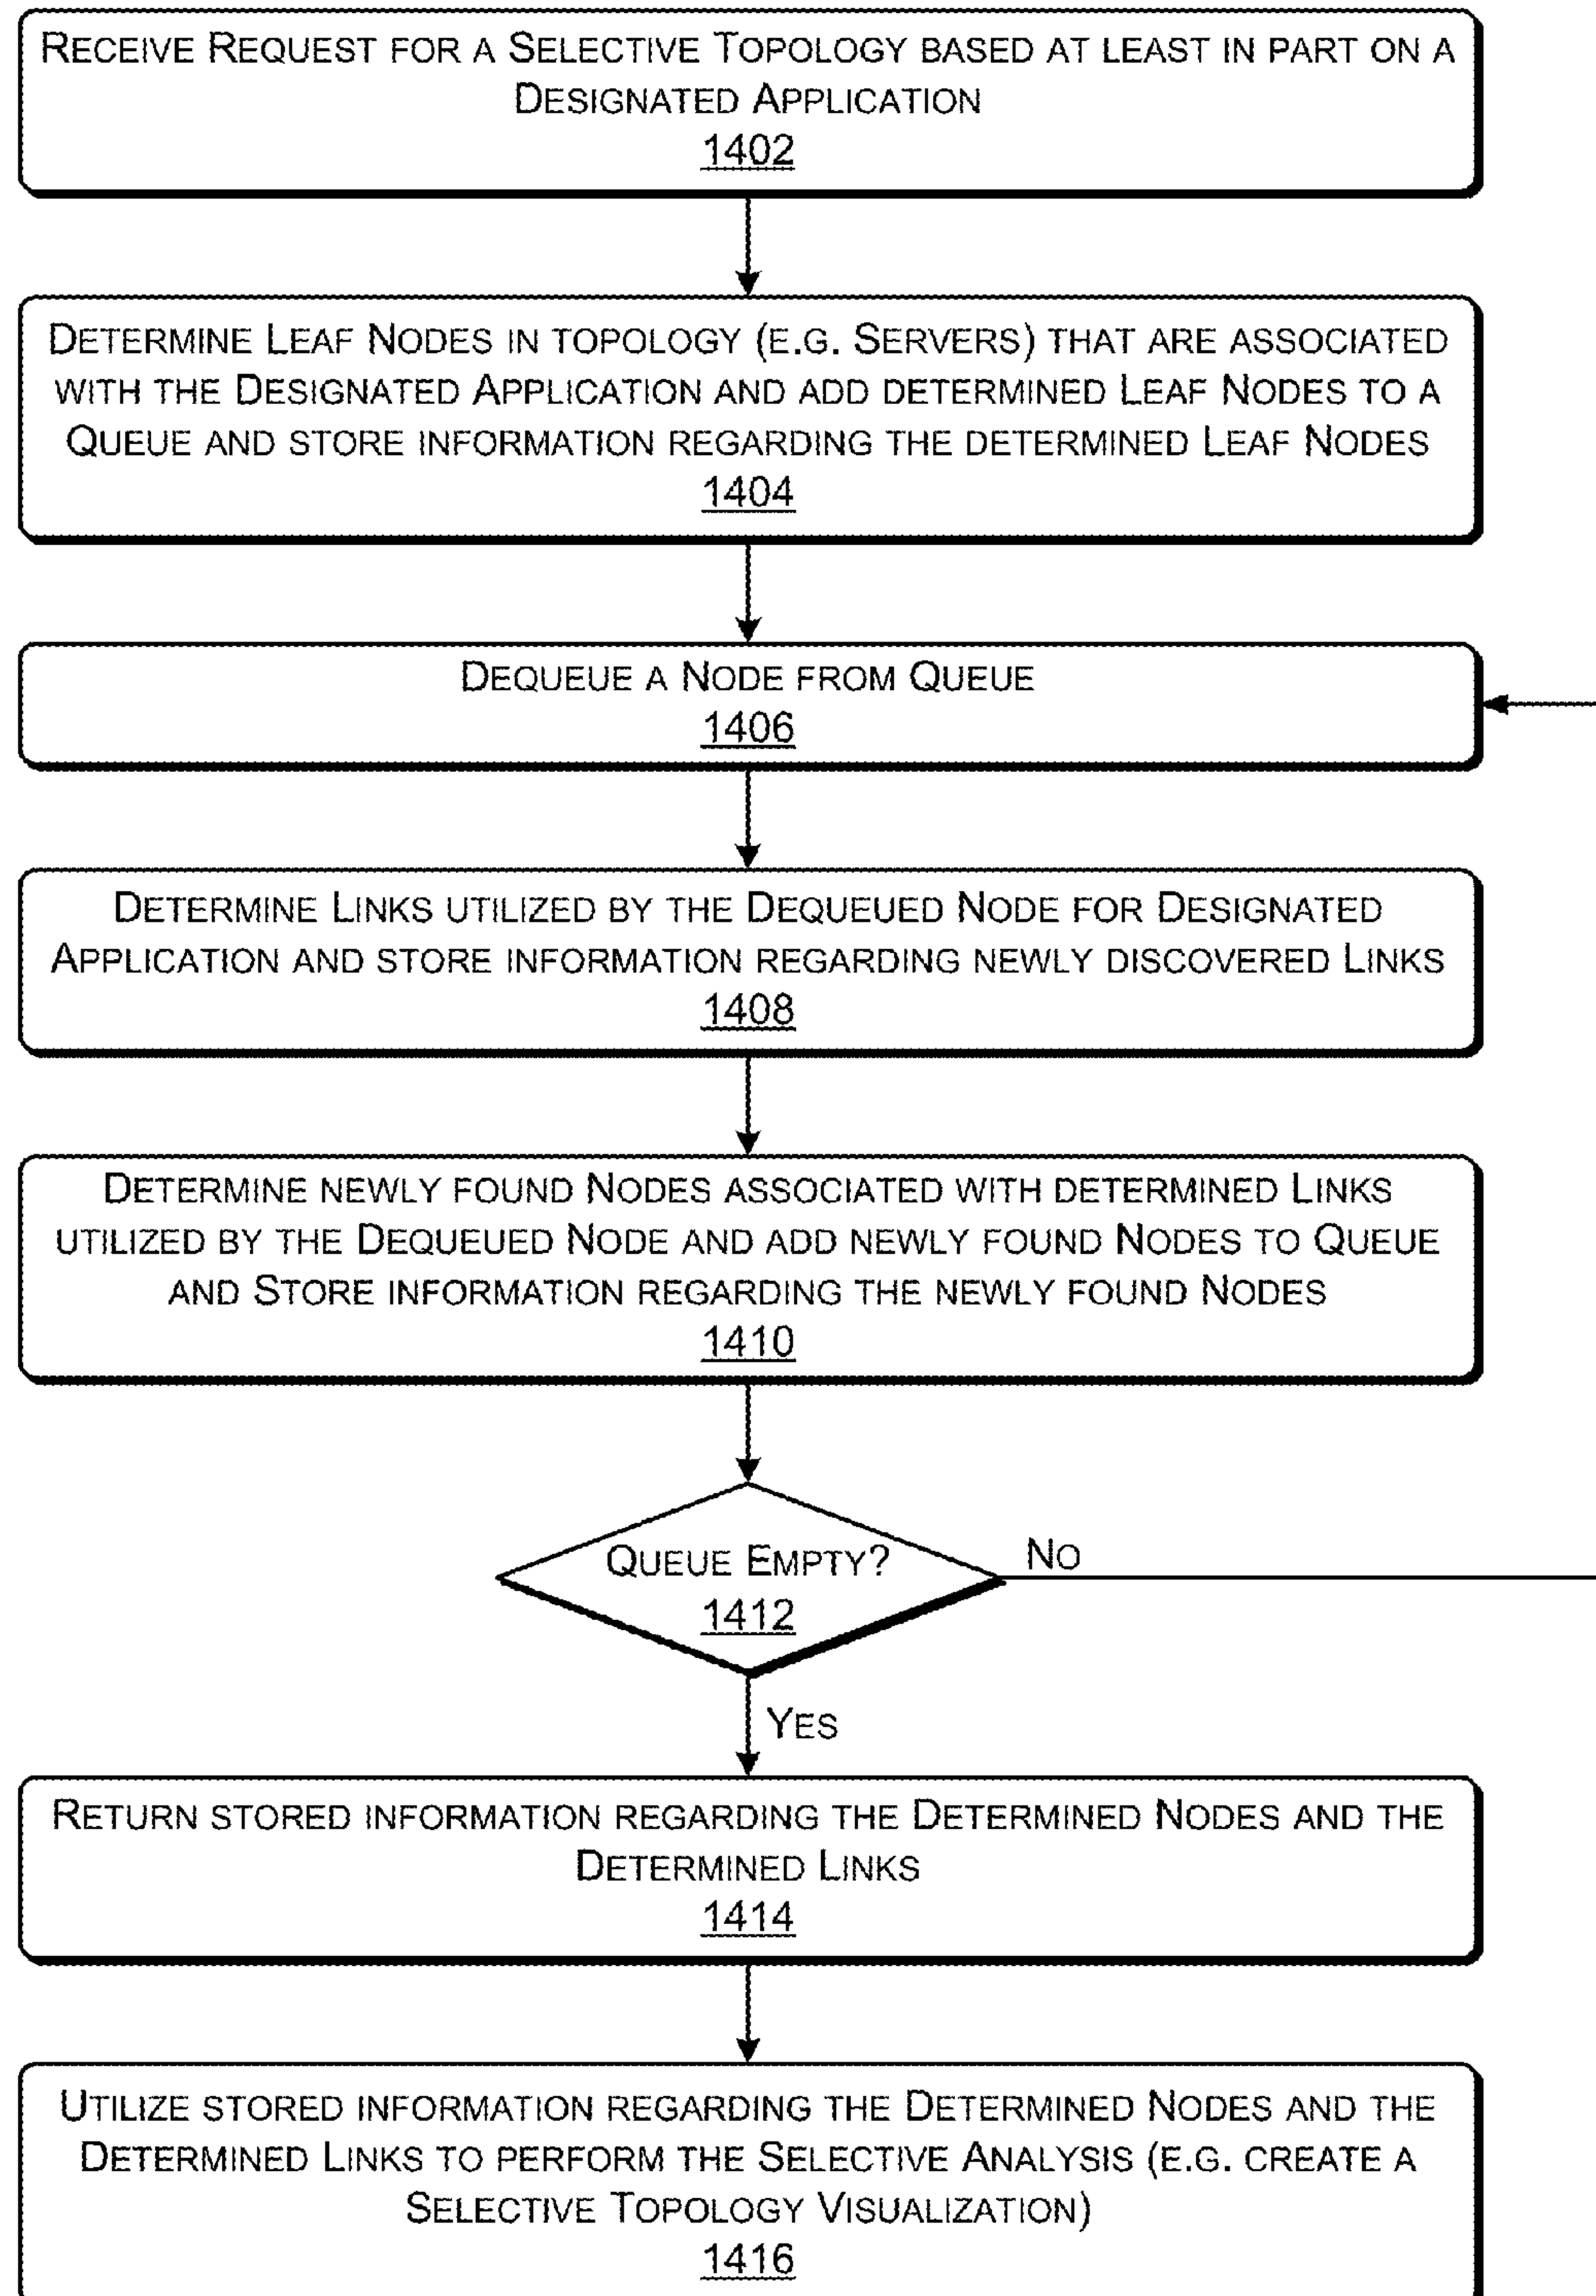 RECEIVE REQUEST FOR A SELECTIVE TOPOLOGY BASED AT LEAST IN PART ON A
DESIGNATED APPLICATION
1402
DETERMINE LEAF NODES IN TOPOLOGY (E.G. SERVERS) THAT ARE ASSOCIATED
WITH THE DESIGNATED APPLICATION AND ADD DETERMINED LEAF NODES TO A
QUEUE AND STORE INFORMATION REGARDING THE DETERMINED LEAF NODES
1404
DEQUEUE A NODE FROM QUEUE
1406
DETERMINE LINKS UTILIZED BY THE DEQUEUED NODE FOR DESIGNATED
APPLICATION AND STORE INFORMATION REGARDING NEWLY DISCOVERED LINKS
1408
DETERMINE NEWLY FOUND NODES ASSOCIATED WITH DETERMINED LINKS
UTILIZED BY THE DEQUEUED NODE AND ADD NEWLY FOUND NODES TO QUEUE
AND STORE INFORMATION REGARDING THE NEWLY FOUND NODES
1410
QUEUE EMPTY?
1412
NO
YES
RETURN STORED INFORMATION REGARDING THE DETERMINED NODES AND THE
DETERMINED LINKS
1414
UTILIZE STORED INFORMATION REGARDING THE DETERMINED NODES AND THE
DETERMINED LINKS TO PERFORM THE SELECTIVE ANALYSIS (E.G. CREATE A
SELECTIVE TOPOLOGY VISUALIZATION)
1416